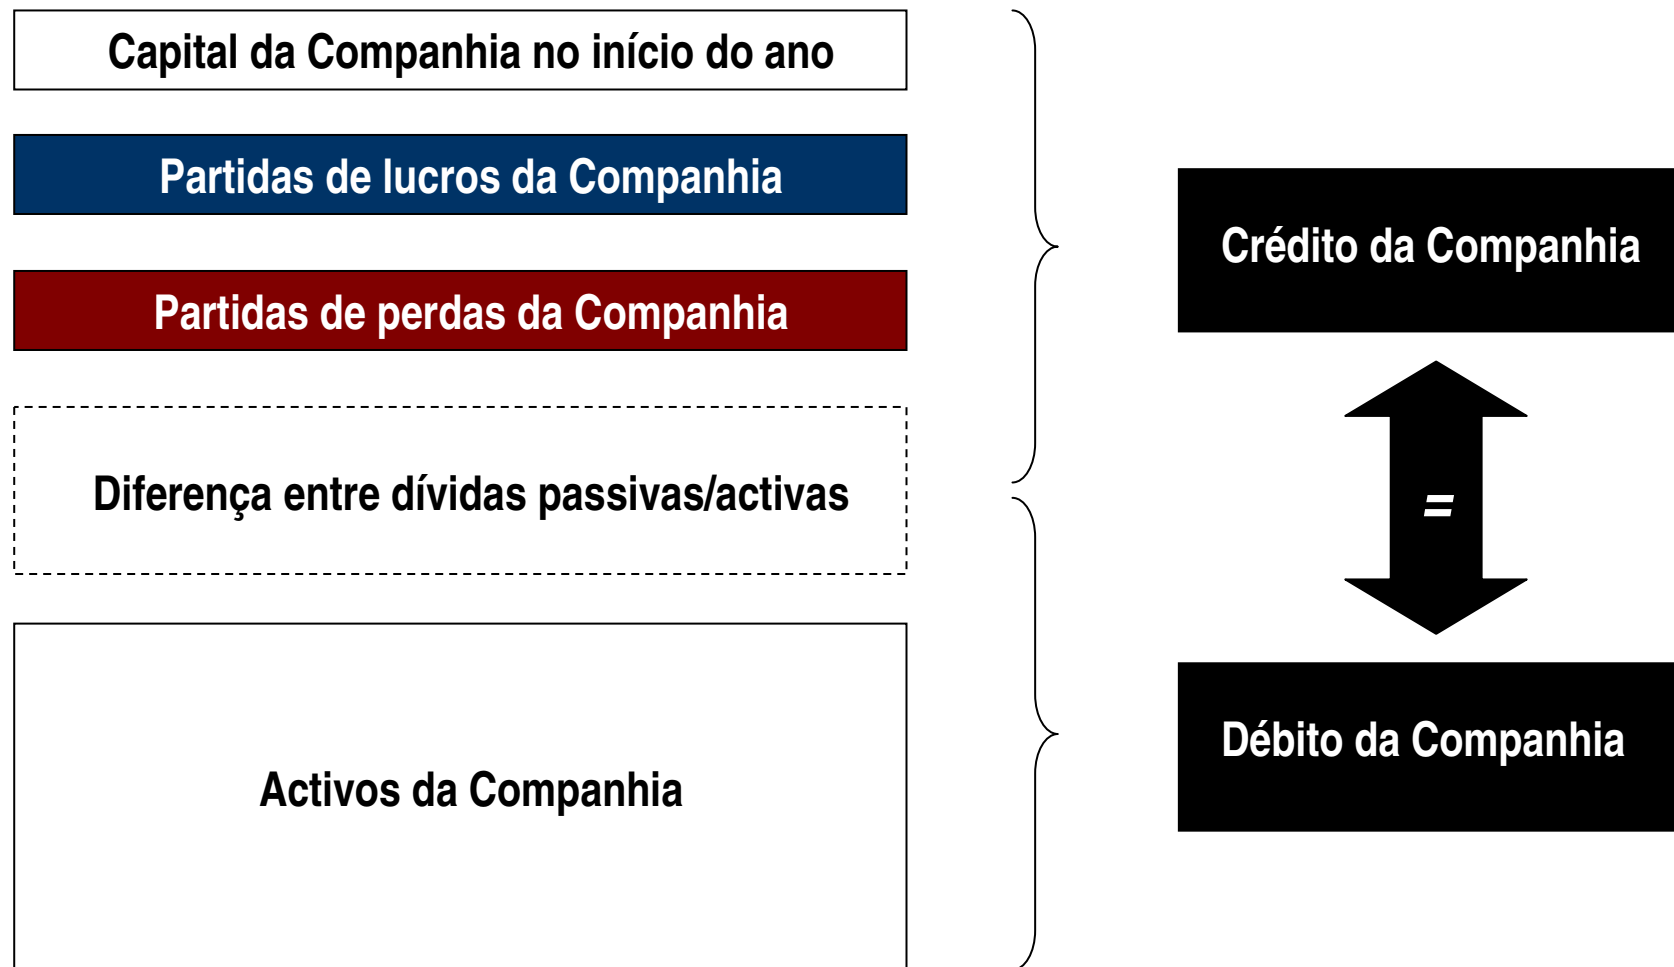 Capital da Companhia no início do ano
Partidas de lucros da Companhia
Partidas de perdas da Companhia
Diferença entre dívidas passivas/activas
Activos da Companhia
Crédito da Companhia
=
Débito da Companhia